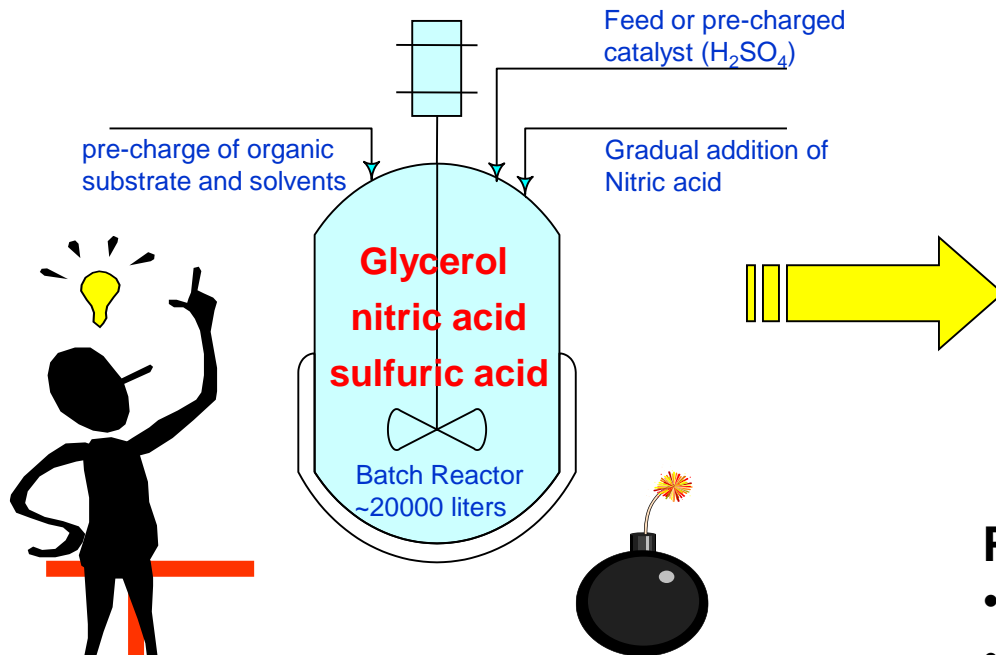 Feed or pre-charged
catalyst (H₂SO₄)
pre-charge of organic
substrate and solvents
Gradual addition of
Nitric acid
Glycerol
nitric acid
sulfuric acid
Batch Reactor
~20000 liters